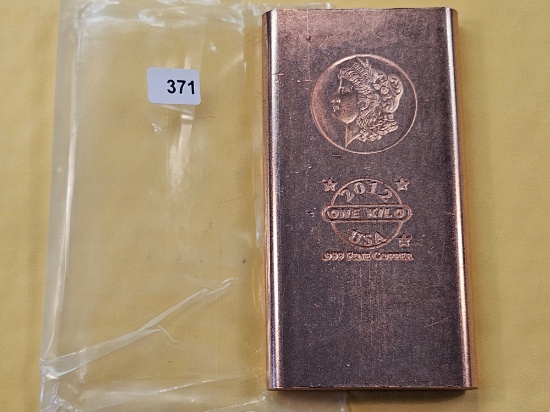 371
2012
ONE KILO
USA
.999 FINE COPPER